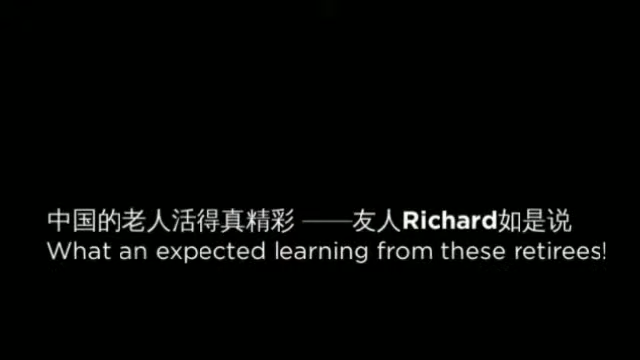 中国的老人活得真精彩 ——友人Richard如是说
What an expected learning from these retirees!